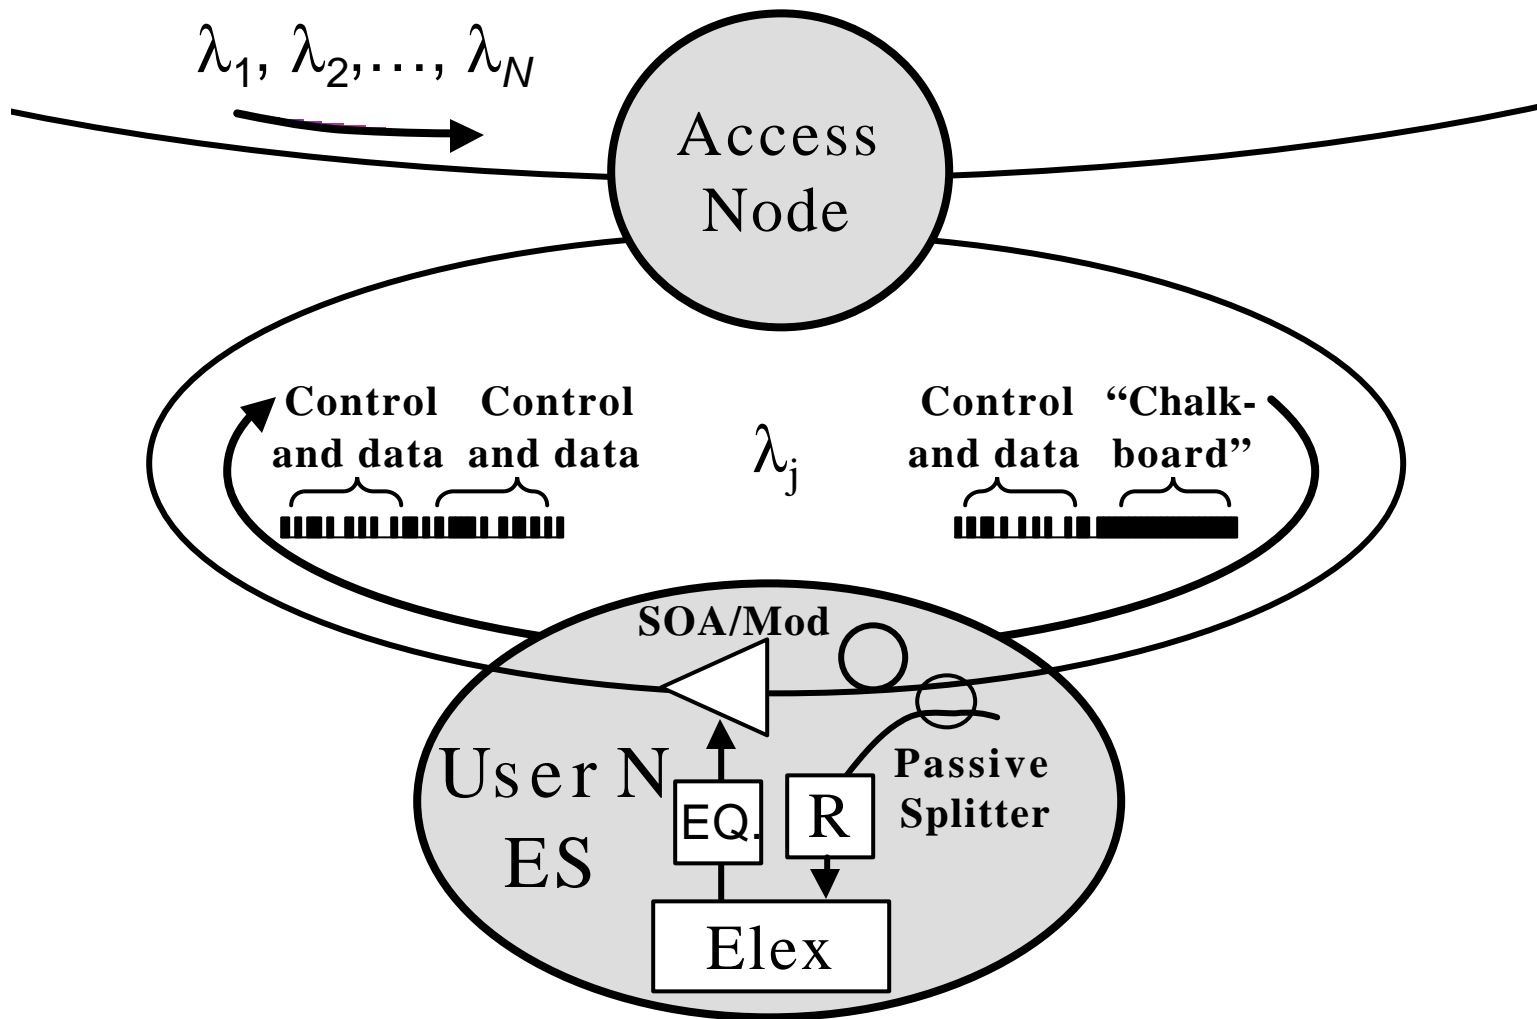 λ1, λ2,…, λN
Access
Node
Control
and data
Control
and data
λj
Control
and data
“Chalk-
board”
SOA/Mod
User N
ES
EQ.
R
Passive
Splitter
Elex